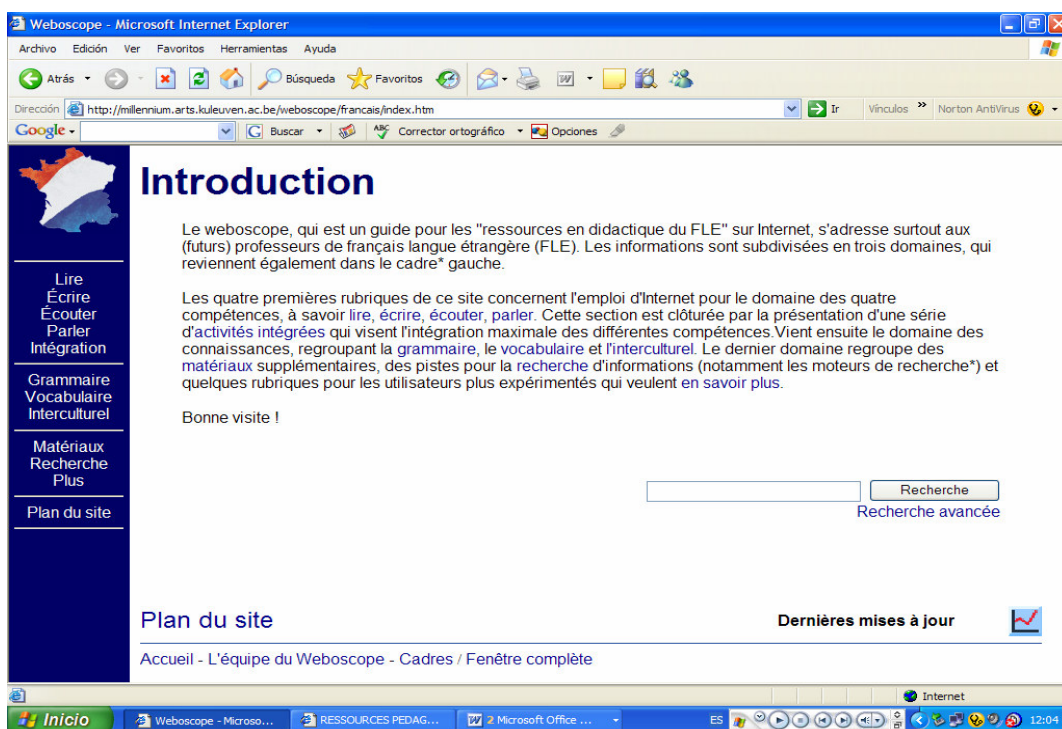 Weboscope - Microsoft Internet Explorer
Archivo Edición Ver Favoritos Herramientas Ayuda
Atrás Búsqueda Favoritos
Dirección http://millennium.arts.kuleuven.ac.be/weboscope/francais/index.htm Ir Vínculos » Norton AntiVirus
Google Buscar ABC Corrector ortográfico Opciones
Introduction
Le weboscope, qui est un guide pour les "ressources en didactique du FLE" sur Internet, s'adresse surtout aux
(futurs) professeurs de français langue étrangère (FLE). Les informations sont subdivisées en trois domaines, qui
reviennent également dans le cadre* gauche.
Les quatre premières rubriques de ce site concernent l'emploi d'Internet pour le domaine des quatre
compétences, à savoir lire, écrire, écouter, parler. Cette section est clôturée par la présentation d'une série
d'activités intégrées qui visent l'intégration maximale des différentes compétences.Vient ensuite le domaine des
connaissances, regroupant la grammaire, le vocabulaire et l'interculturel. Le dernier domaine regroupe des
matériaux supplémentaires, des pistes pour la recherche d'informations (notamment les moteurs de recherche*) et
quelques rubriques pour les utilisateurs plus expérimentés qui veulent en savoir plus.
Bonne visite !
Lire
Écrire
Écouter
Parler
Intégration
Grammaire
Vocabulaire
Interculturel
Matériaux
Recherche
Plus
Plan du site
Recherche
Recherche avancée
Plan du site
Dernières mises à jour
Accueil - L'équipe du Weboscope - Cadres / Fenêtre complète
Internet
Inicio Weboscope - Microso... RESSOURCES PEDAG... 2 Microsoft Office ... ES 12:04